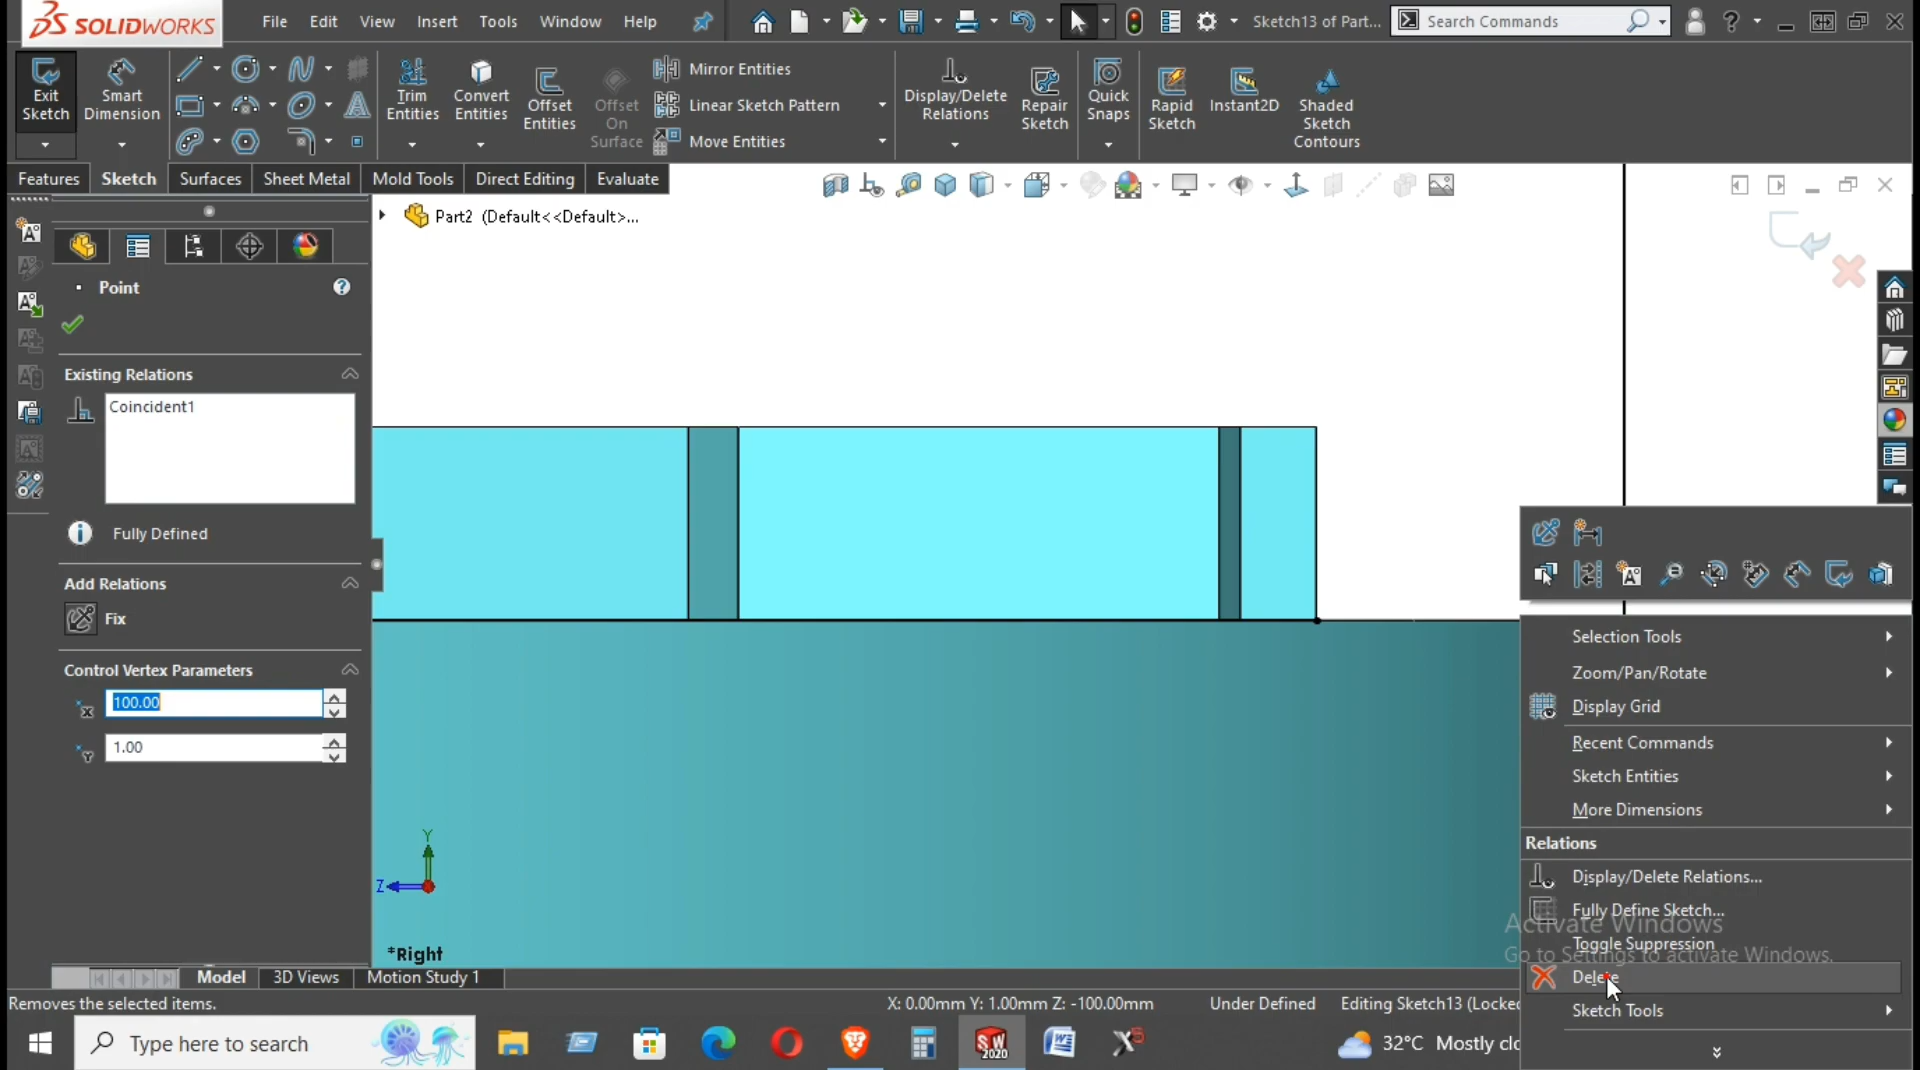 SOLIDWORKS File Edit View Insert Tools Window Help Sketch13 of Part... Search Commands
Exit Sketch Smart Dimension Trim Entities Convert Entities Offset Entities Offset On Surface Mirror Entities Linear Sketch Pattern Move Entities Display/Delete Relations Repair Sketch Quick Snaps Rapid Sketch Instant2D Shaded Sketch Contours
Features Sketch Surfaces Sheet Metal Mold Tools Direct Editing Evaluate
Part2 (Default<<Default>...
Point
Existing Relations
Coincident1
Fully Defined
Add Relations
Fix
Control Vertex Parameters
100.00
1.00
Y
Z
*Right
Selection Tools
Zoom/Pan/Rotate
Display Grid
Recent Commands
Sketch Entities
More Dimensions
Relations
Display/Delete Relations...
Fully Define Sketch...
Activate Windows
Toggle Suppression
Go to Settings to activate Windows.
Delete
Sketch Tools
Model 3D Views Motion Study 1
Removes the selected items. X: 0.00mm Y: 1.00mm Z: -100.00mm Under Defined Editing Sketch13 (Locked
Type here to search SW 2020 32°C Mostly clo